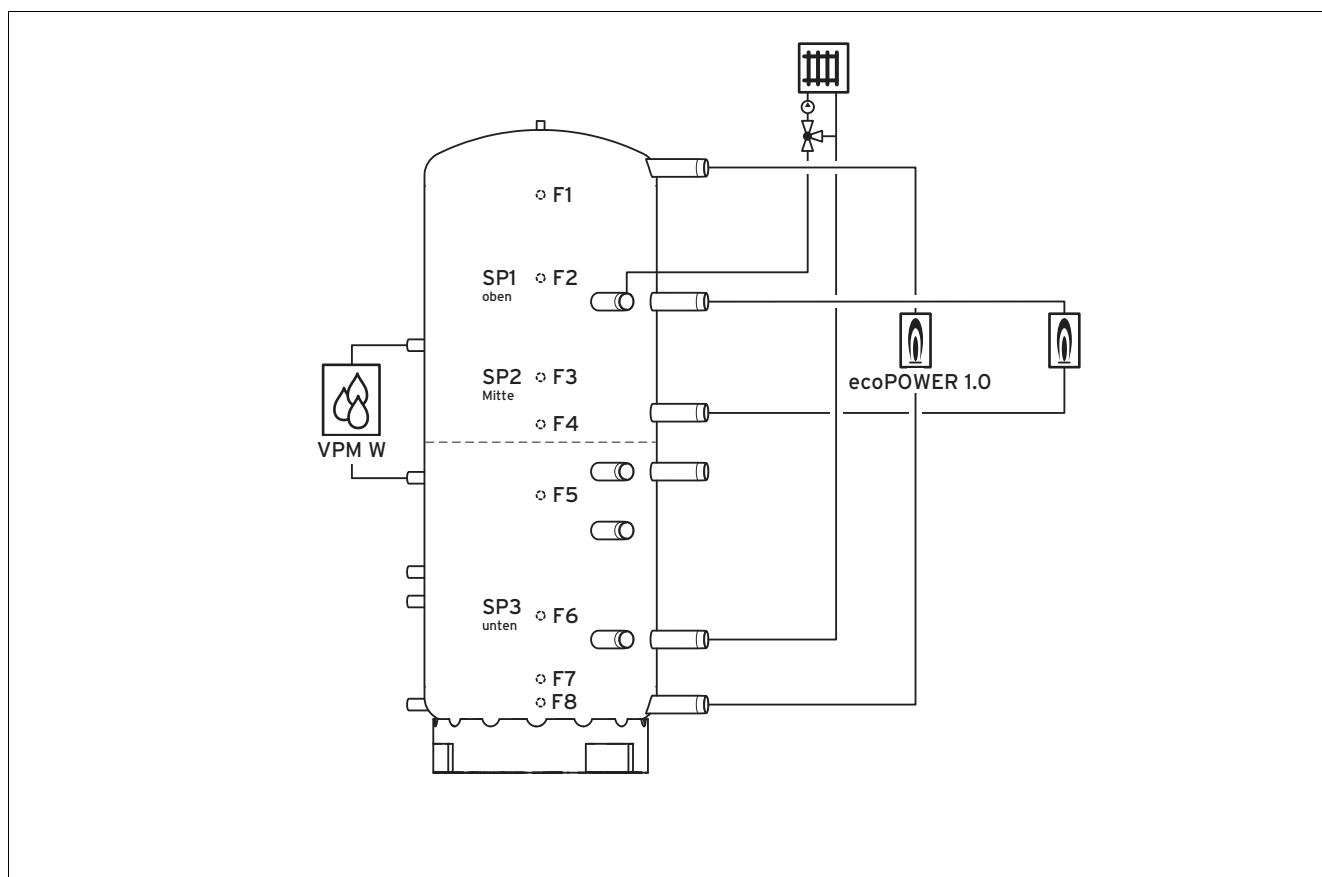 F1
SP1 F2
oben
SP2 F3
Mitte
ecoPOWER 1.0
F4
VPM W
F5
SP3 F6
unten
F7
F8